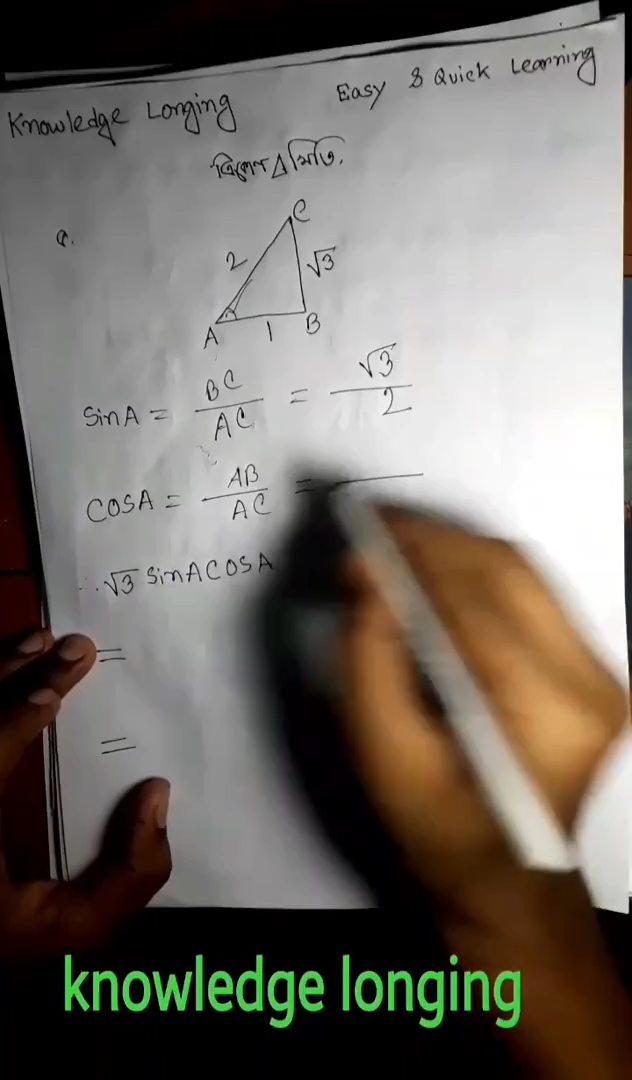 Knowledge Longing Easy & Quick Learning
ত্রিকোণমিতি.
C
2 √3
A 1 B
SinA = BC/AC = √3/2
COSA = AB/AC =
∴ √3 SinACOSA
=
=
knowledge longing